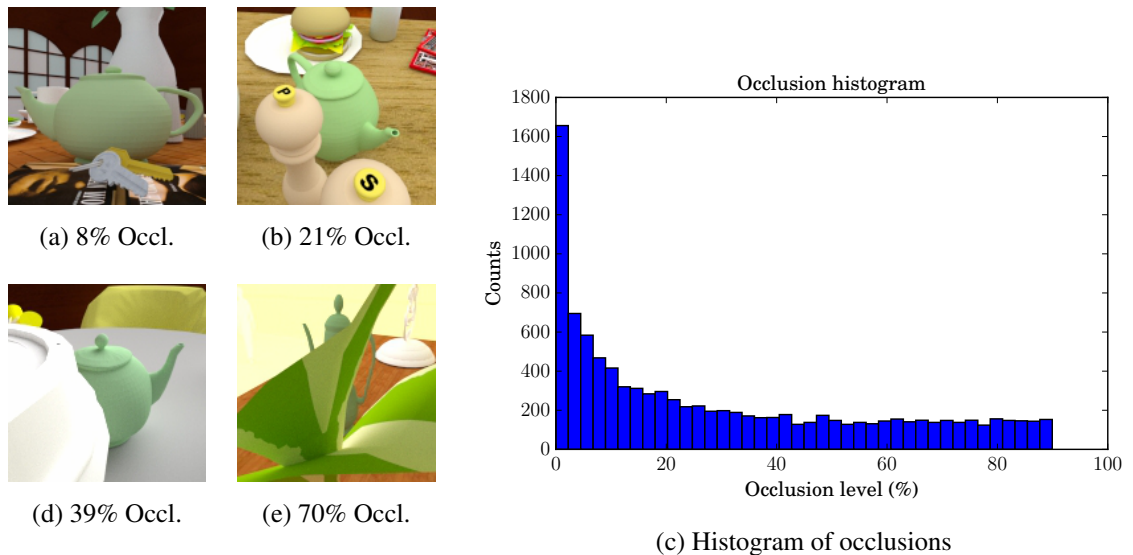 P
S
(a) 8% Occl.
(b) 21% Occl.
(d) 39% Occl.
(e) 70% Occl.
Occlusion histogram
Counts
1800
1600
1400
1200
1000
800
600
400
200
0
0 20 40 60 80 100
Occlusion level (%)
(c) Histogram of occlusions